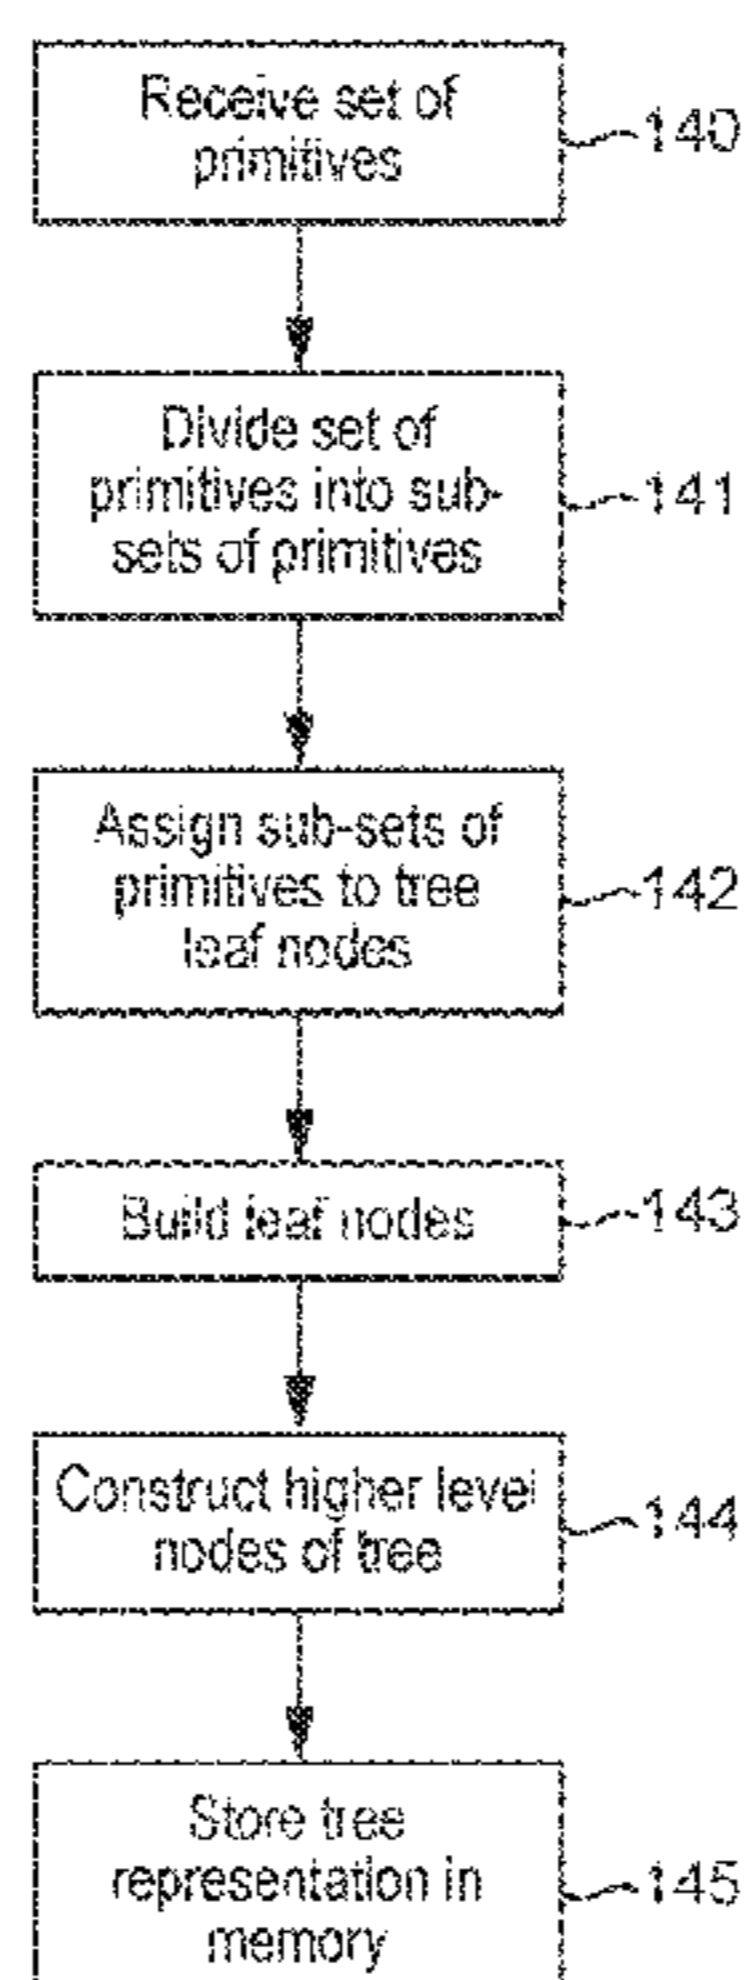 Receive set of
primitives
140
Divide set of
primitives into sub-
sets of primitives
141
Assign sub-sets of
primitives to tree
leaf nodes
142
Build leaf nodes
143
Construct higher level
nodes of tree
144
Store tree
representation in
memory
145